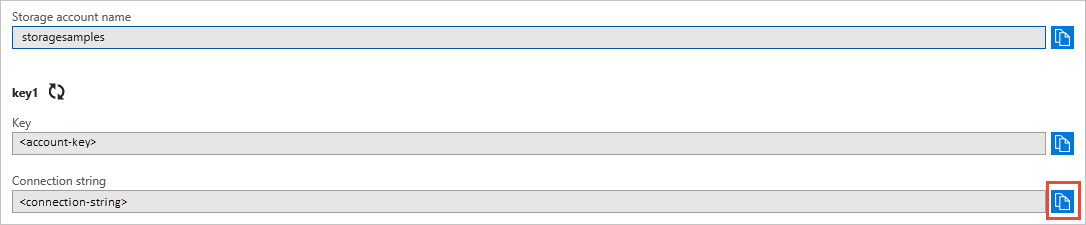 Storage account name
storagesamples
key1
Key
<account-key>
Connection string
<connection-string>